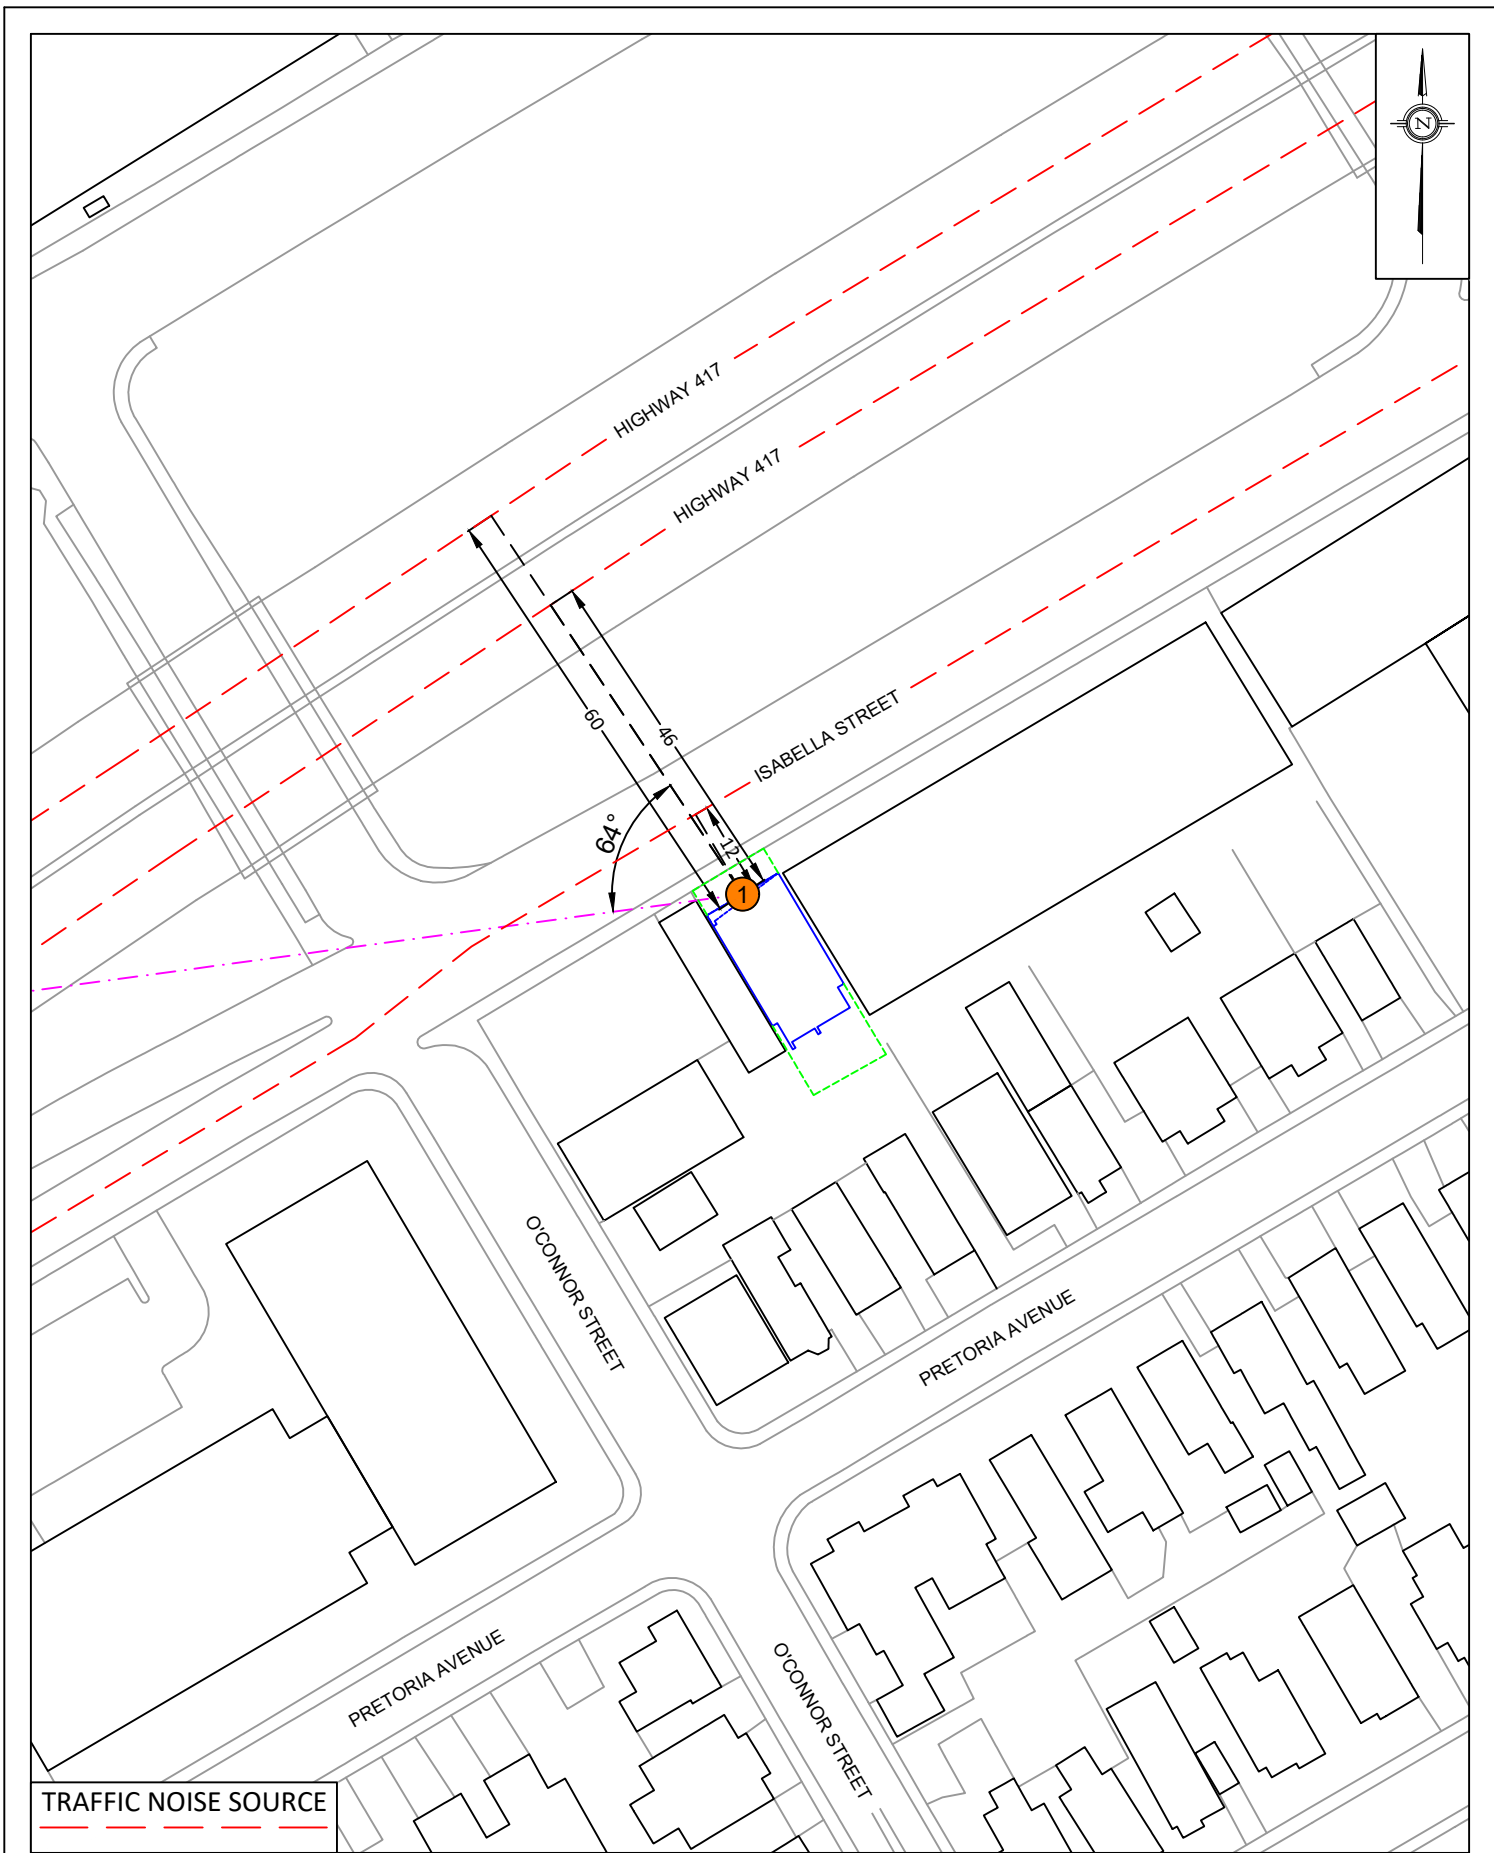 N
HIGHWAY 417
HIGHWAY 417
ISABELLA STREET
60
46
64°
12
1
O'CONNOR STREET
PRETORIA AVENUE
PRETORIA AVENUE
O'CONNOR STREET
TRAFFIC NOISE SOURCE